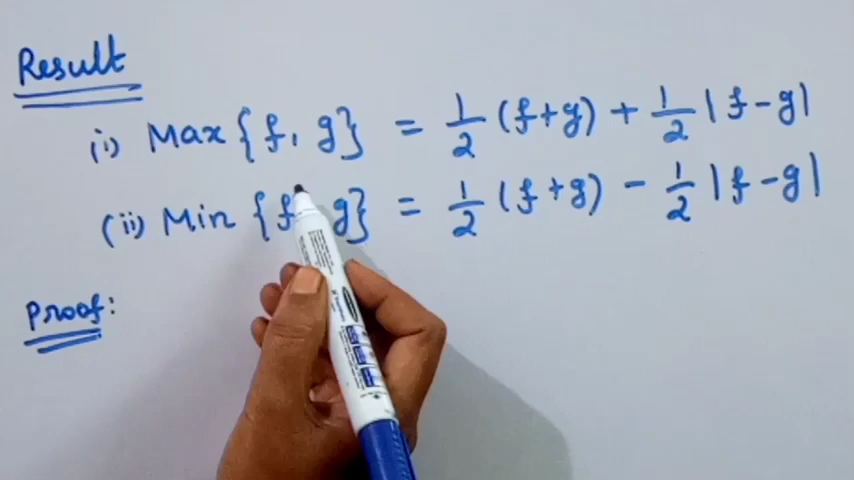 Result
(i) Max {f, g} = 1/2 (f+g) + 1/2 |f-g|
(ii) Min {f, g} = 1/2 (f+g) - 1/2 |f-g|
Proof: